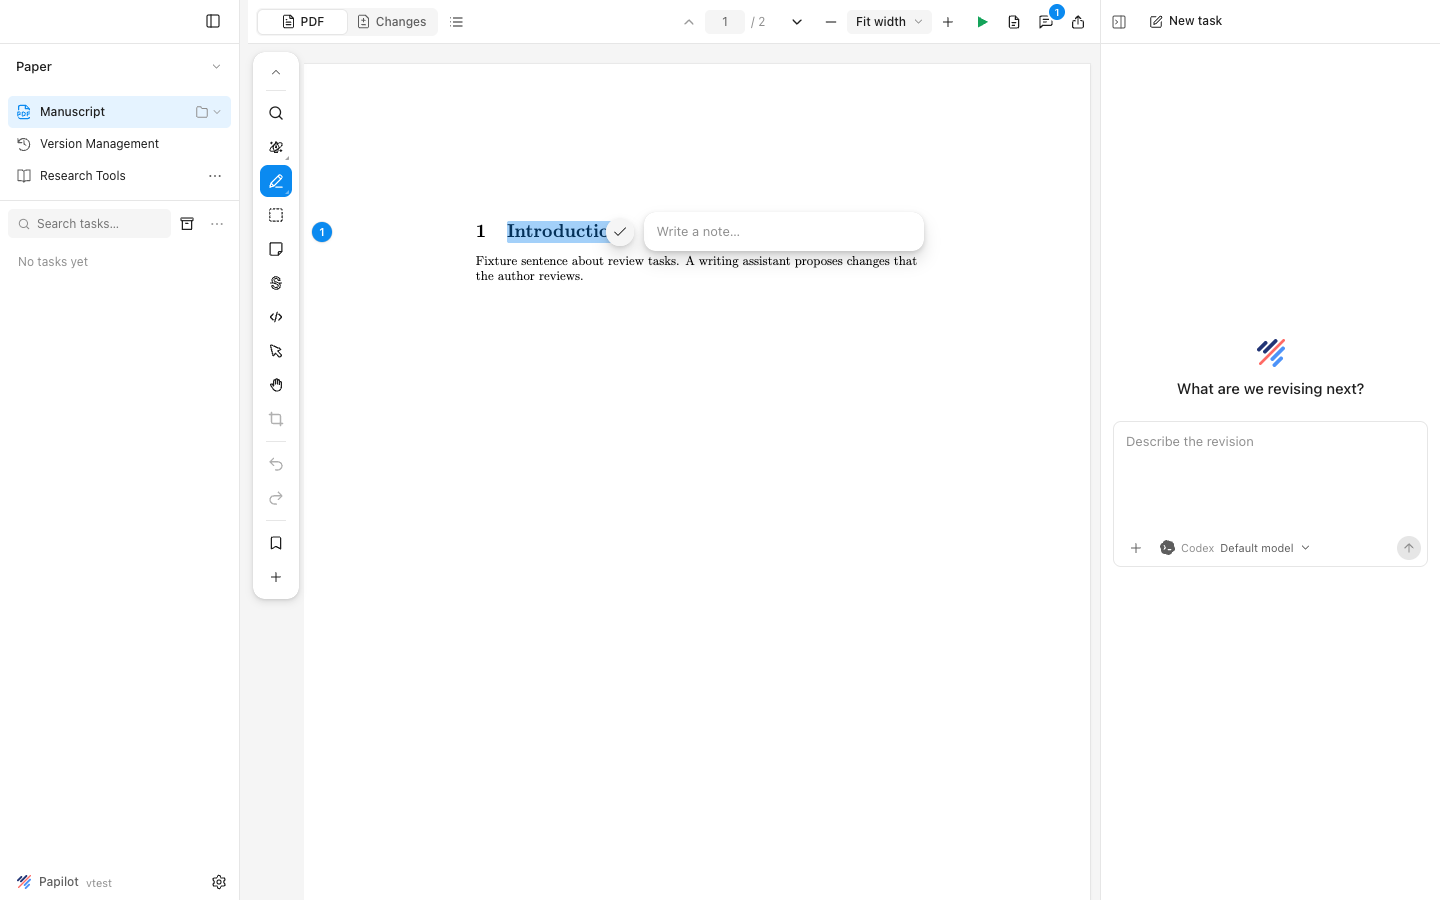 PDF
Changes
1
/ 2
Fit width
1
New task
Paper
Manuscript
Version Management
Research Tools
Search tasks...
No tasks yet
1
1 Introductio
Write a note...
Fixture sentence about review tasks. A writing assistant proposes changes that
the author reviews.
What are we revising next?
Describe the revision
Codex Default model
Papilot vtest